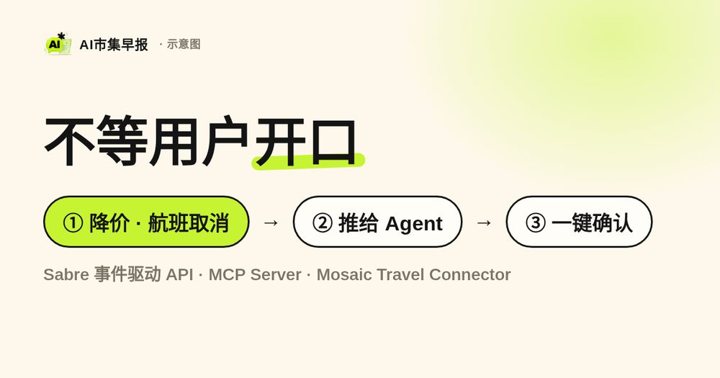 AI AI市集早报 · 示意图
不等用户开口
① 降价 · 航班取消 → ② 推给 Agent → ③ 一键确认
Sabre 事件驱动 API · MCP Server · Mosaic Travel Connector